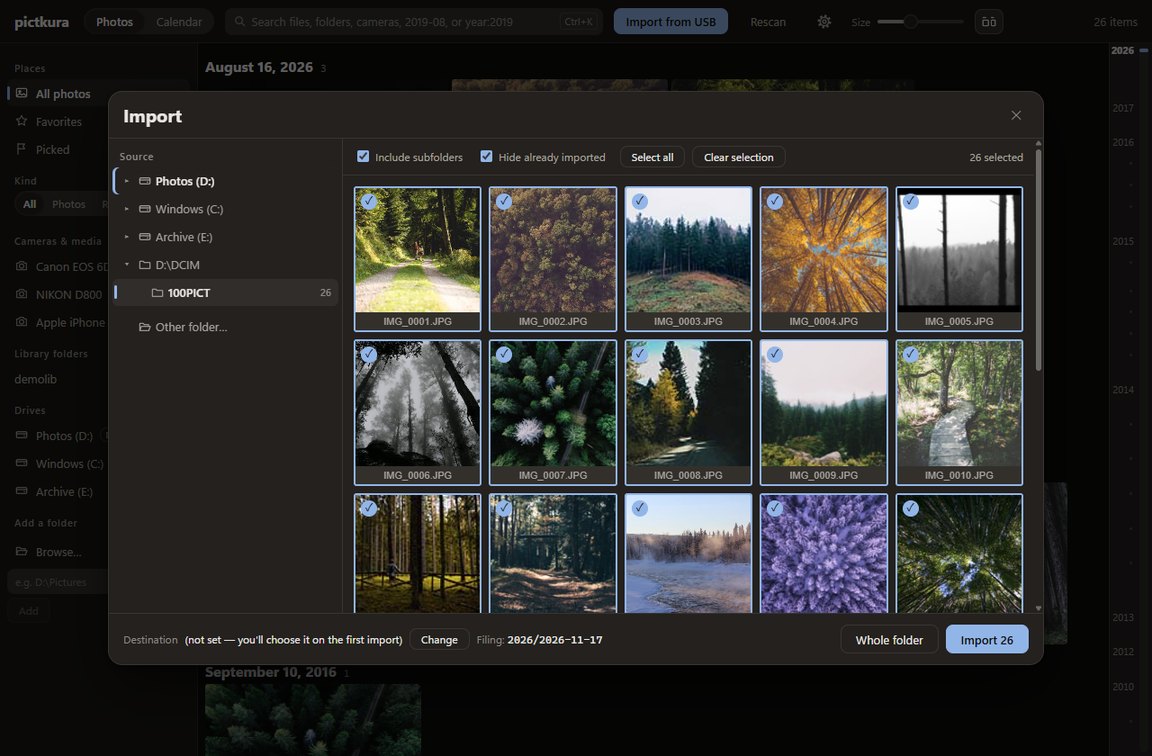 pictkura
Photos
Calendar
Search files, folders, cameras, 2019-08, or year:2019
Ctrl+K
Import from USB
Rescan
Size
26 items
Places
All photos
Favorites
Picked
Kind
All
Photos
R
Cameras & media
Canon EOS 6D
NIKON D800
Apple iPhone
Library folders
demolib
Drives
Photos (D:)
Windows (C:)
Archive (E:)
Add a folder
Browse...
e.g. D:\Pictures
Add
August 16, 2026 3
2026
2017
2016
2015
2014
2013
2012
2010
Import
Source
Photos (D:)
Windows (C:)
Archive (E:)
D:\DCIM
100PICT 26
Other folder...
Include subfolders
Hide already imported
Select all
Clear selection
26 selected
IMG_0001.JPG
IMG_0002.JPG
IMG_0003.JPG
IMG_0004.JPG
IMG_0005.JPG
IMG_0006.JPG
IMG_0007.JPG
IMG_0008.JPG
IMG_0009.JPG
IMG_0010.JPG
Destination (not set — you'll choose it on the first import)
Change
Filing: 2026/2026-11-17
Whole folder
Import 26
September 10, 2016 1